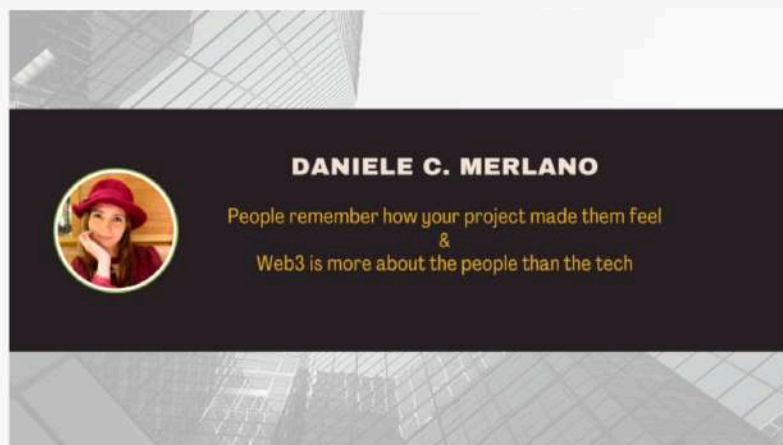 DANIELE C. MERLANO
People remember how your project made them feel
&
Web3 is more about the people than the tech